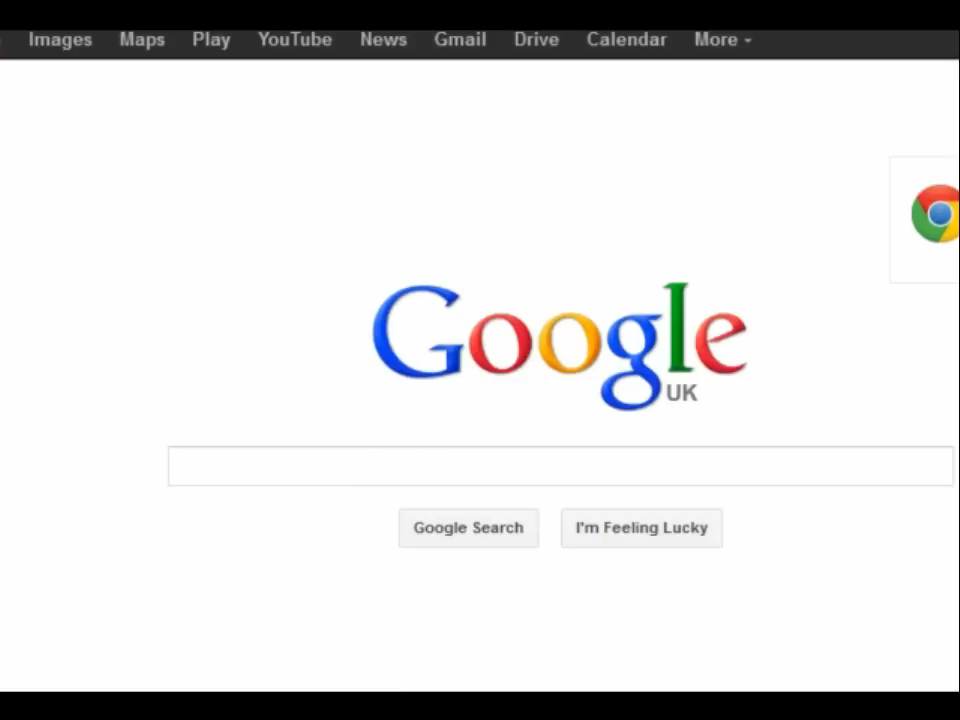 Images Maps Play YouTube News Gmail Drive Calendar More
Google
UK
Google Search I'm Feeling Lucky